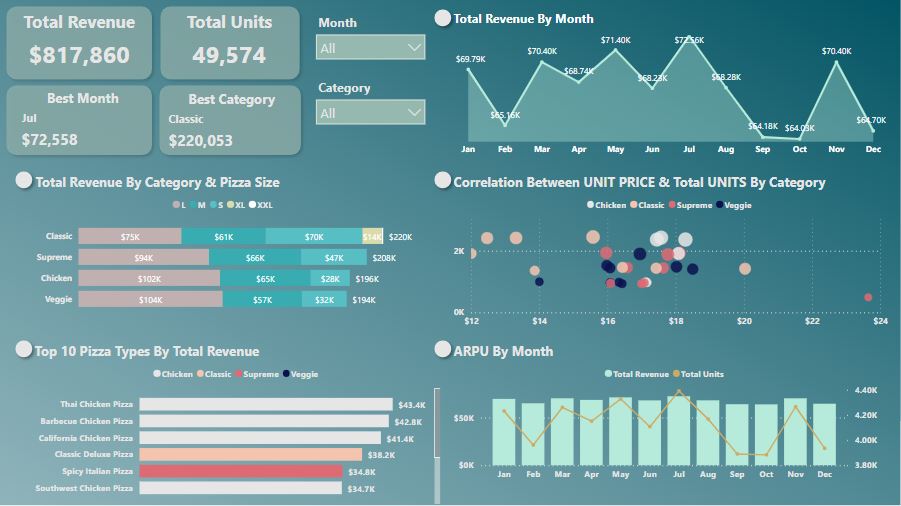 Total Revenue
$817,860
Total Units
49,574
Best Month
Jul
$72,558
Best Category
Classic
$220,053
Month
All
Category
All
Total Revenue By Month
$69.79K
$65.16K
$70.40K
$68.74K
$71.40K
$68.23K
$72.56K
$68.28K
$64.18K
$64.03K
$70.40K
$64.70K
Jan Feb Mar Apr May Jun Jul Aug Sep Oct Nov Dec
Total Revenue By Category & Pizza Size
L M S XL XXL
Classic $75K $61K $70K $14K $220K
Supreme $94K $66K $47K $208K
Chicken $102K $65K $28K $196K
Veggie $104K $57K $32K $194K
Correlation Between UNIT PRICE & Total UNITS By Category
Chicken Classic Supreme Veggie
2K
0K
$12 $14 $16 $18 $20 $22 $24
Top 10 Pizza Types By Total Revenue
Chicken Classic Supreme Veggie
Thai Chicken Pizza $43.4K
Barbecue Chicken Pizza $42.8K
California Chicken Pizza $41.4K
Classic Deluxe Pizza $38.2K
Spicy Italian Pizza $34.8K
Southwest Chicken Pizza $34.7K
ARPU By Month
Total Revenue Total Units
$50K
$0K
4.40K
4.20K
4.00K
3.80K
Jan Feb Mar Apr May Jun Jul Aug Sep Oct Nov Dec